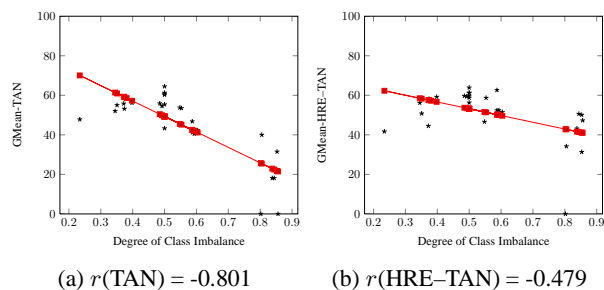 100
80
60
40
20
0
GMean-TAN
0.2 0.3 0.4 0.5 0.6 0.7 0.8 0.9
Degree of Class Imbalance
(a) r(TAN) = -0.801
100
80
60
40
20
0
GMean-HRE-TAN
0.2 0.3 0.4 0.5 0.6 0.7 0.8 0.9
Degree of Class Imbalance
(b) r(HRE–TAN) = -0.479